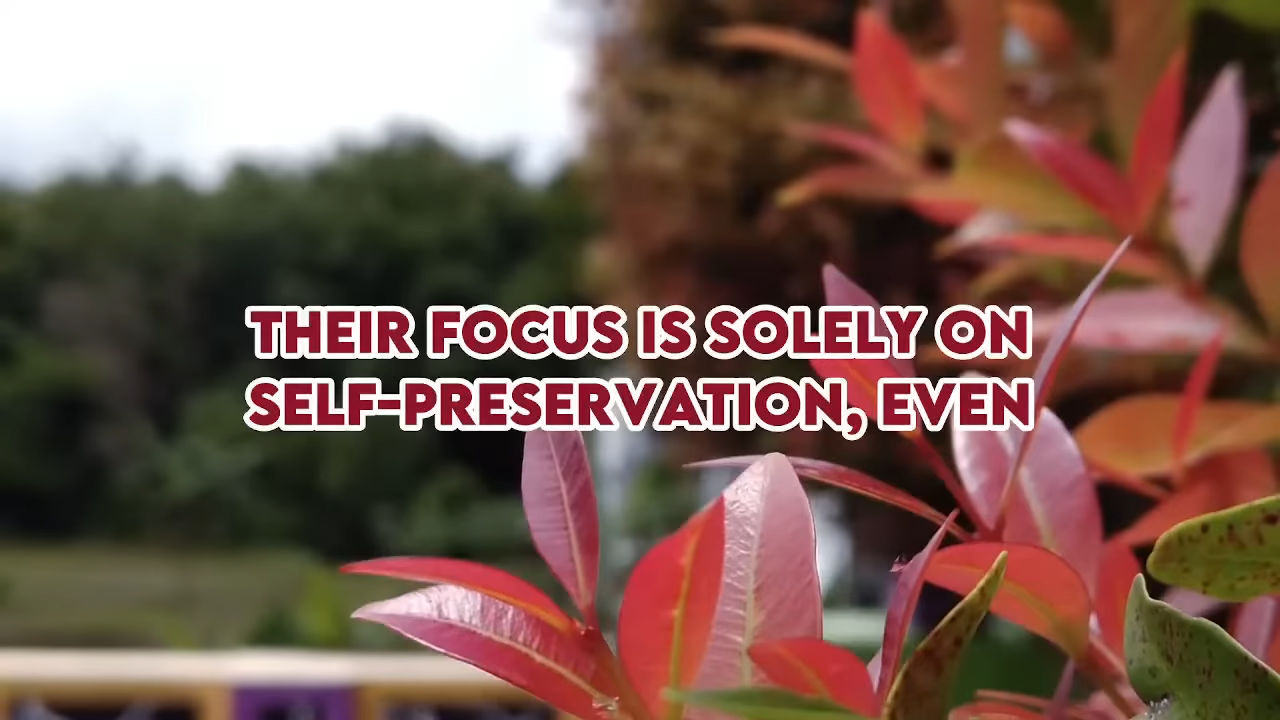 THEIR FOCUS IS SOLELY ON
SELF-PRESERVATION, EVEN